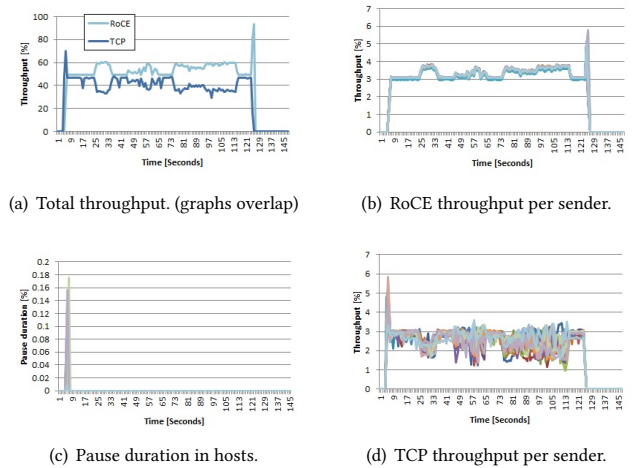 RoCE
TCP
Throughput [%]
100
80
60
40
20
0
1 9 17 25 33 41 49 57 65 73 81 89 97 105 113 121 129 137 145
Time [Seconds]
(a) Total throughput. (graphs overlap)
Throughput [%]
7
6
5
4
3
2
1
0
1 9 17 25 33 41 49 57 65 73 81 89 97 105 113 121 129 137 145
Time [Seconds]
(b) RoCE throughput per sender.
Pause duration [%]
0.2
0.18
0.16
0.14
0.12
0.1
0.08
0.06
0.04
0.02
0
1 9 17 25 33 41 49 57 65 73 81 89 97 105 113 121 129 137 145
Time [Seconds]
(c) Pause duration in hosts.
Throughput [%]
7
6
5
4
3
2
1
0
1 9 17 25 33 41 49 57 65 73 81 89 97 105 113 121 129 137 145
Time [Seconds]
(d) TCP throughput per sender.